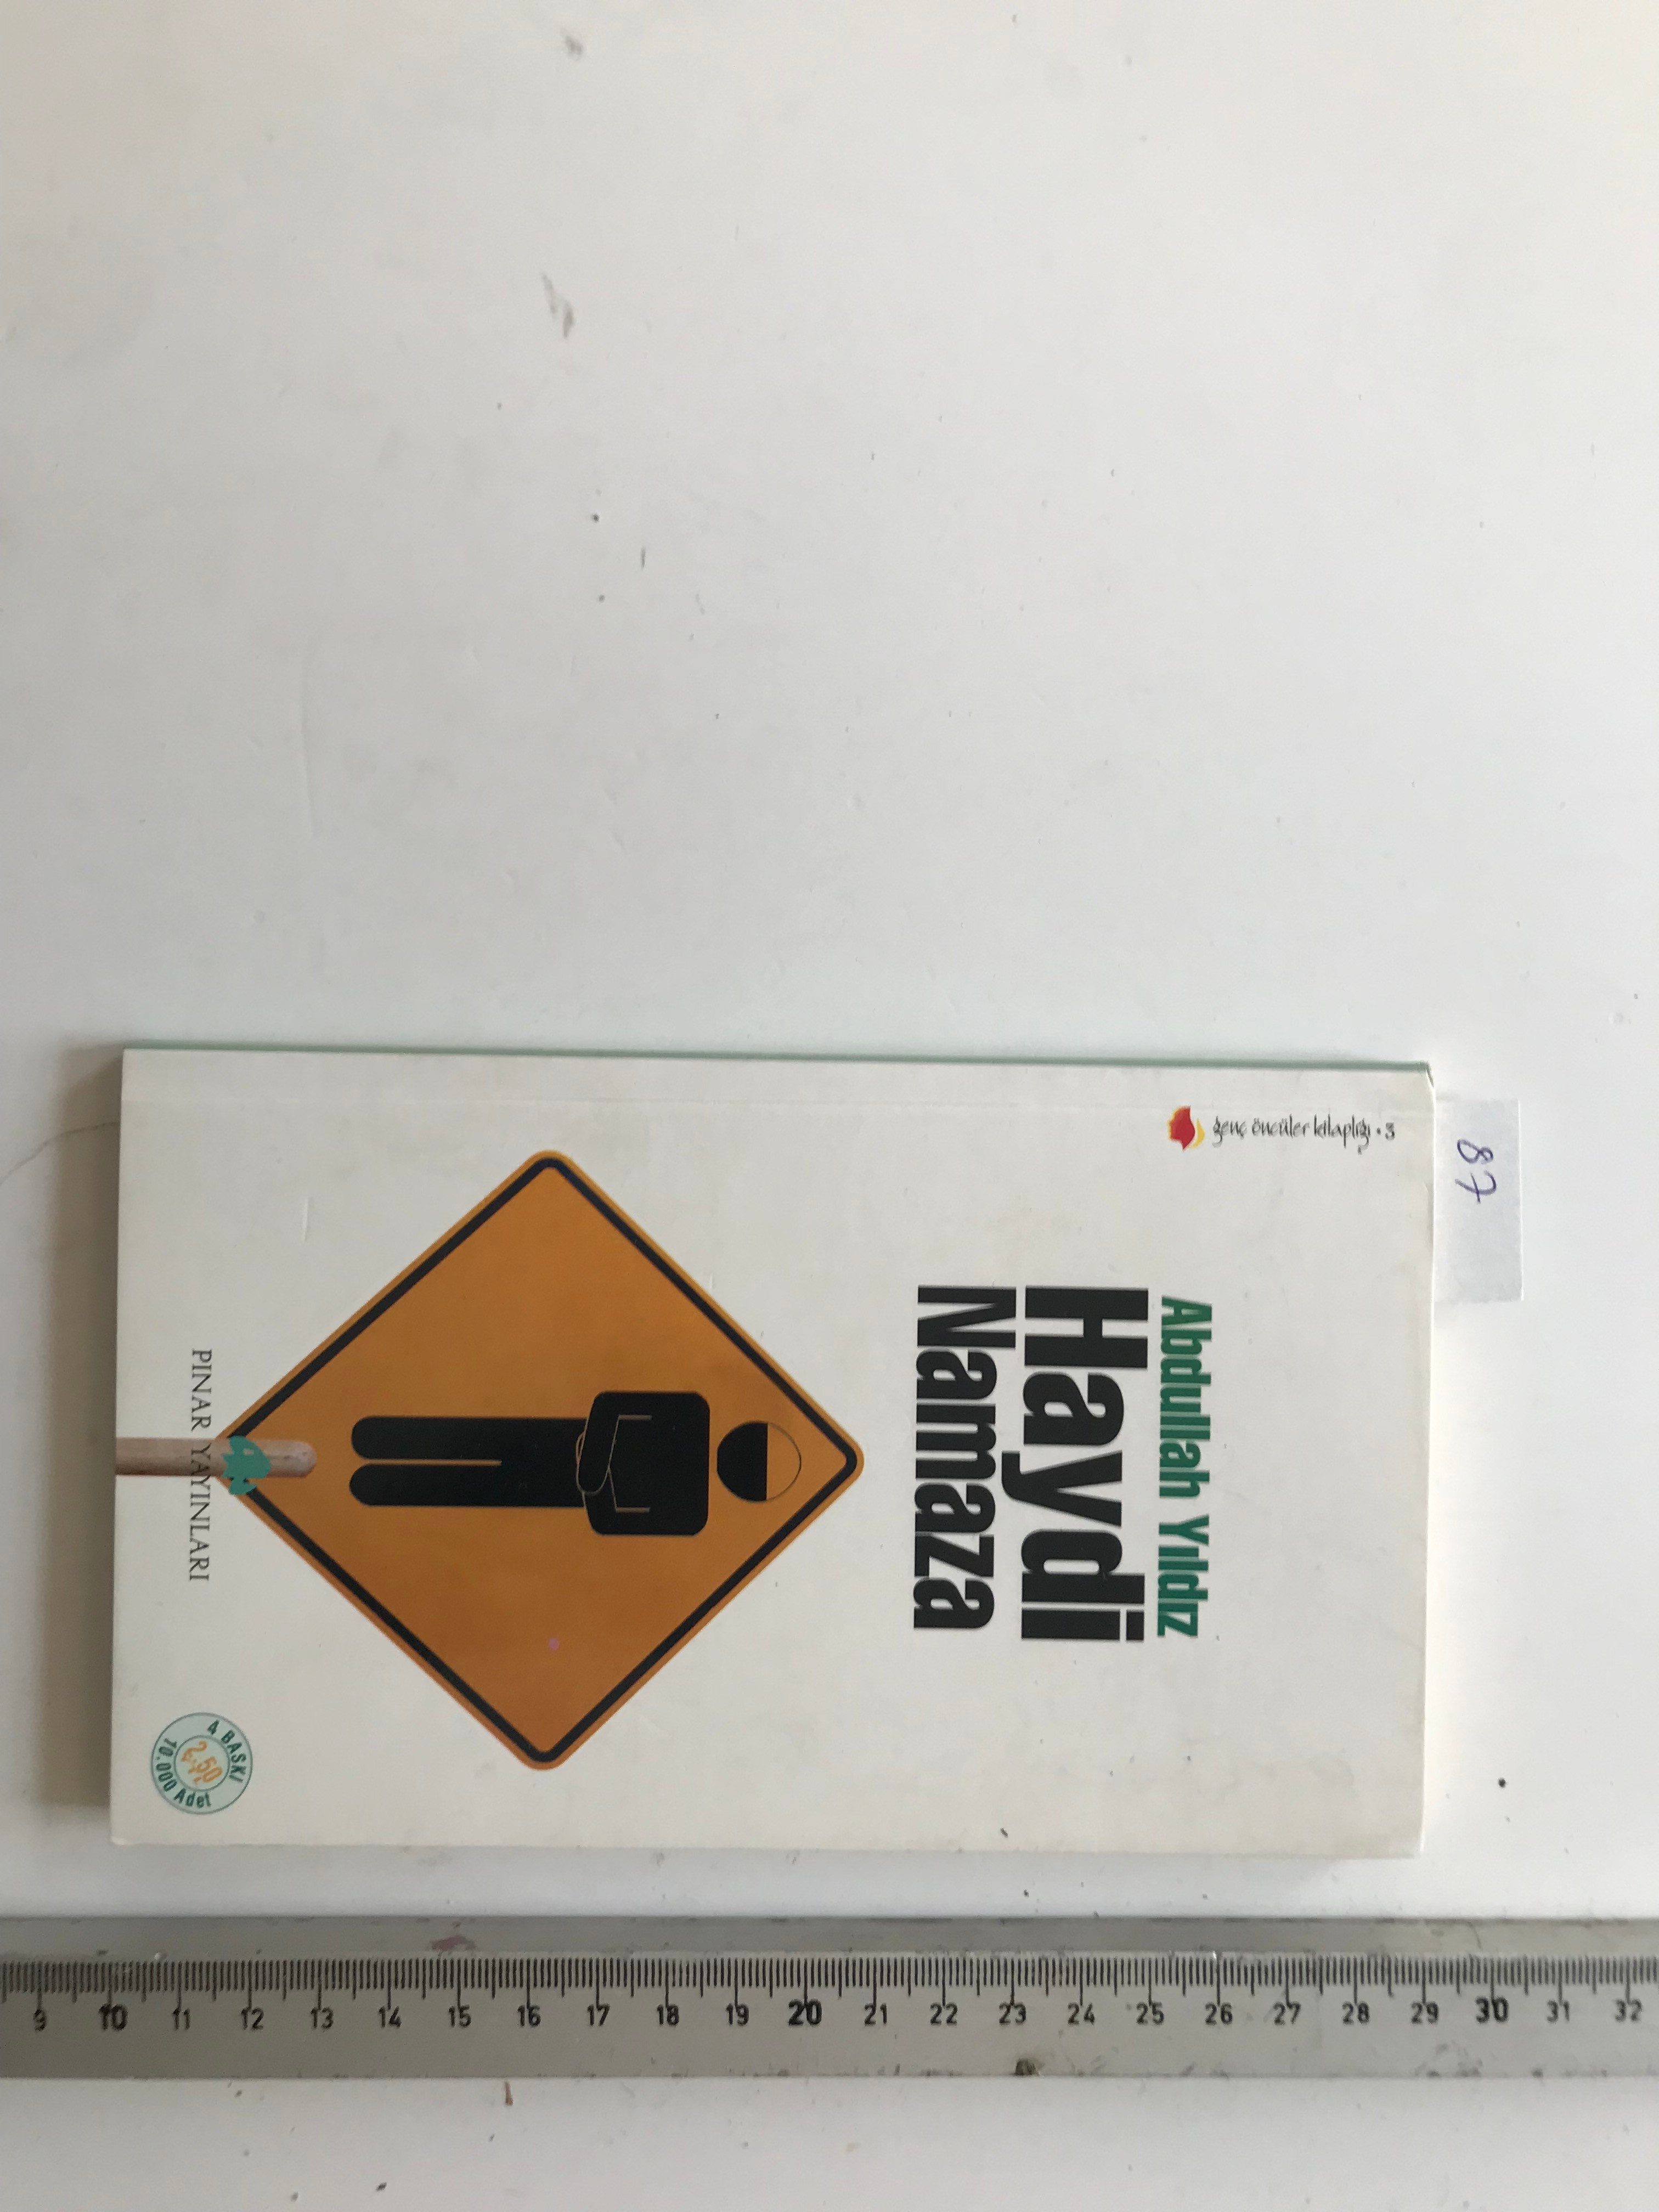 87
genç öncüler kitaplığı • 3
Abdullah Yıldız
Haydi
Namaza
PINAR YAYINLARI
4. BASKI
2.50
10.000 Adet
9 10 11 12 13 14 15 16 17 18 19 20 21 22 23 24 25 26 27 28 29 30 31 32